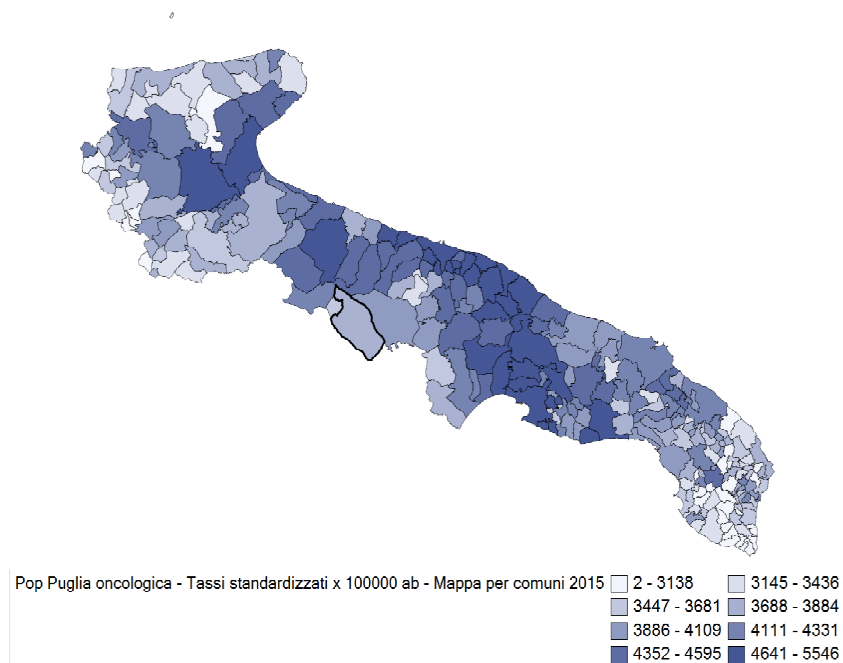 Pop Puglia oncologica - Tassi standardizzati x 100000 ab - Mappa per comuni 2015
2 - 3138
3145 - 3436
3447 - 3681
3688 - 3884
3886 - 4109
4111 - 4331
4352 - 4595
4641 - 5546